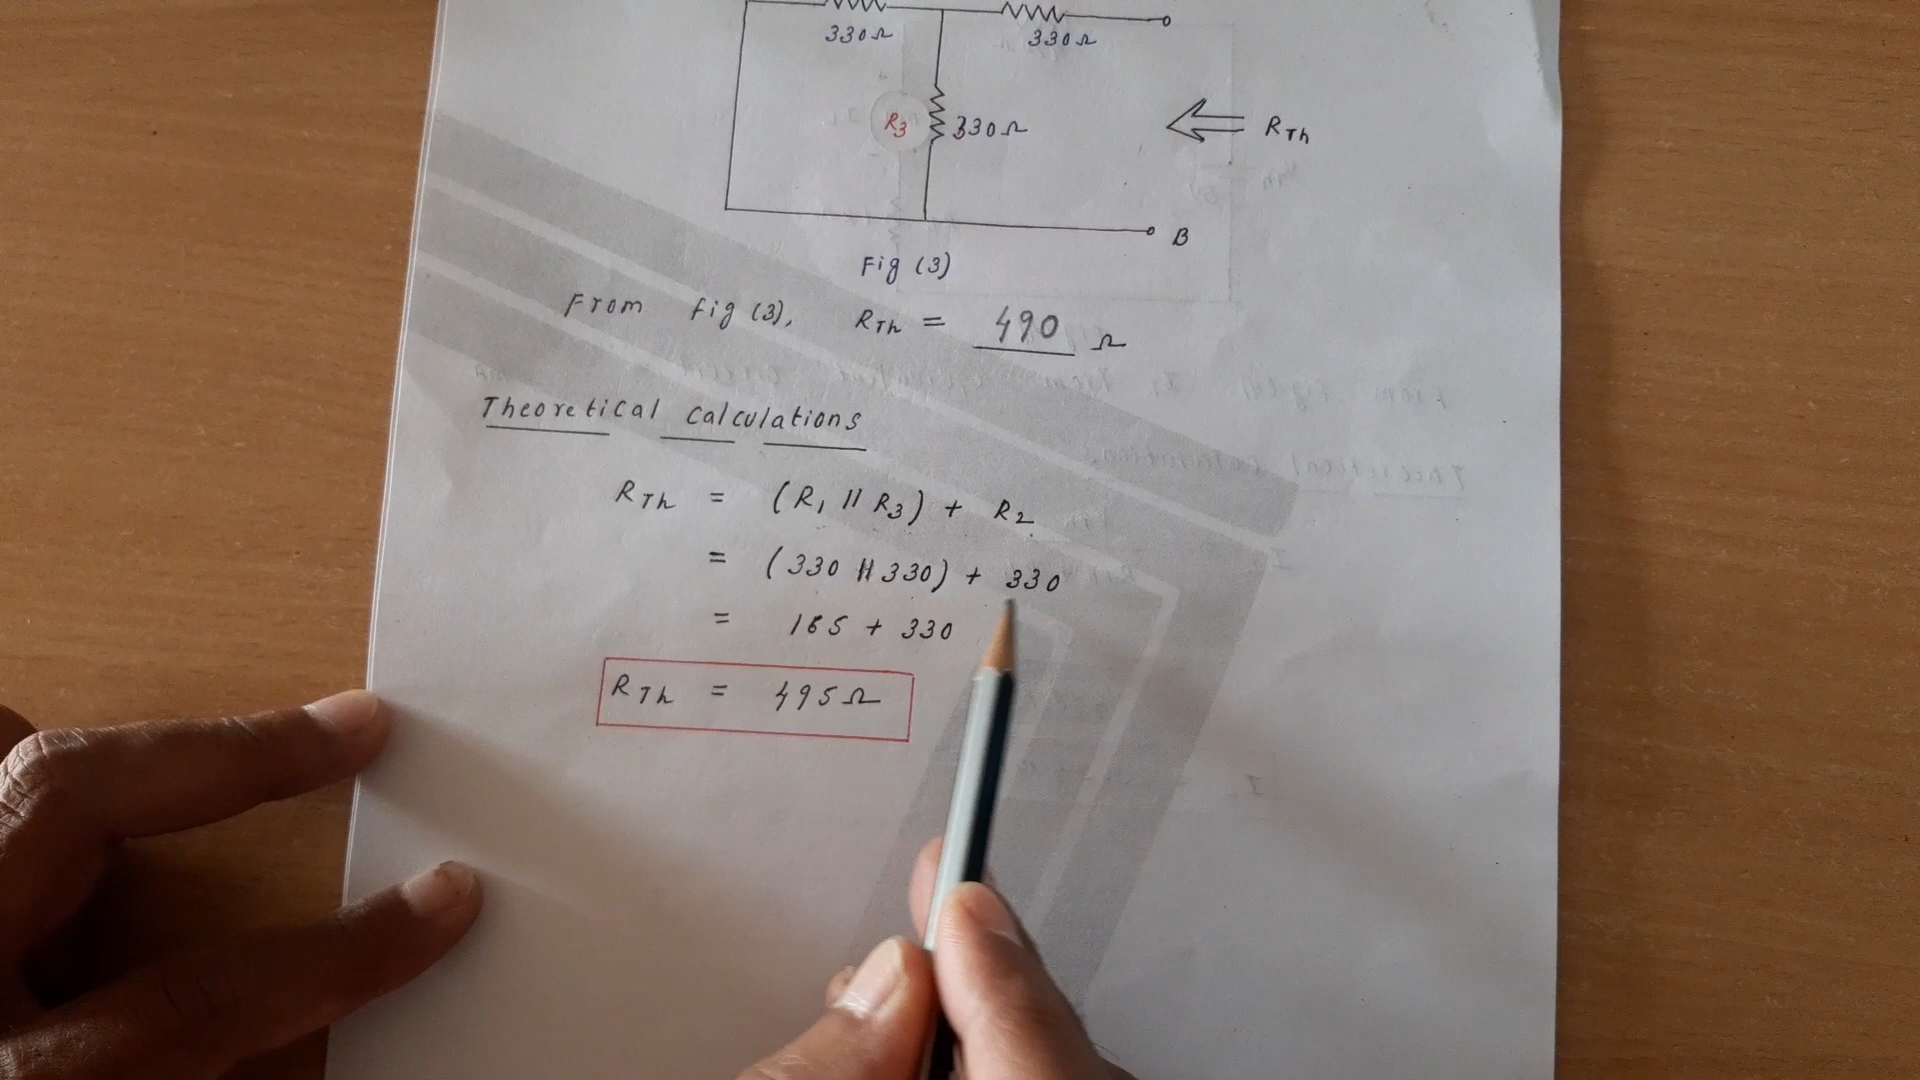 330Ω 330Ω
R3 330Ω RTh
B
Fig (3)
From fig (3), RTh = 490 Ω
Theoretical calculations
RTh = (R1 || R3) + R2
= (330 || 330) + 330
= 165 + 330
RTh = 495Ω